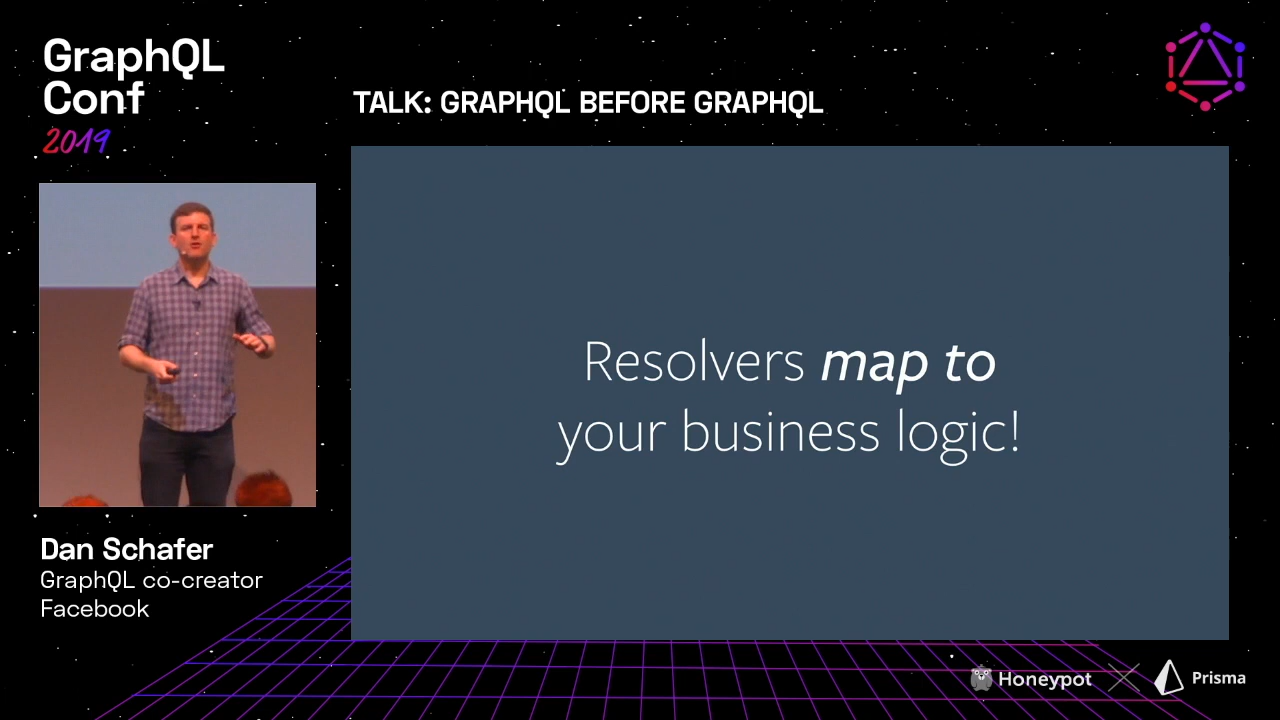 GraphQL
Conf
2019
TALK: GRAPHQL BEFORE GRAPHQL
Resolvers map to
your business logic!
Dan Schafer
GraphQL co-creator
Facebook
Honeypot
Prisma